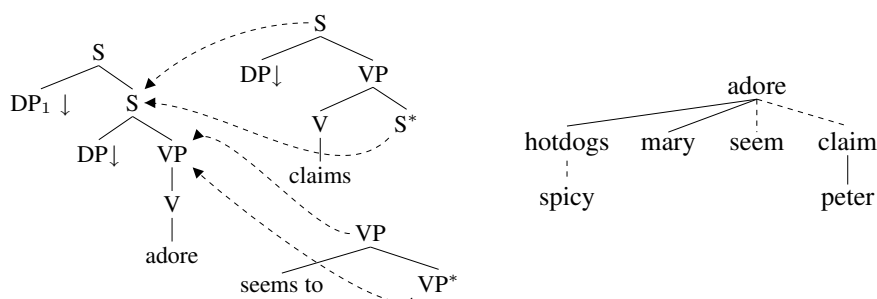 S
S
DP↓ VP
DP₁ ↓ S
V S*
DP↓ VP
claims
V
adore
VP
seems to VP*
adore
hotdogs mary seem claim
spicy peter